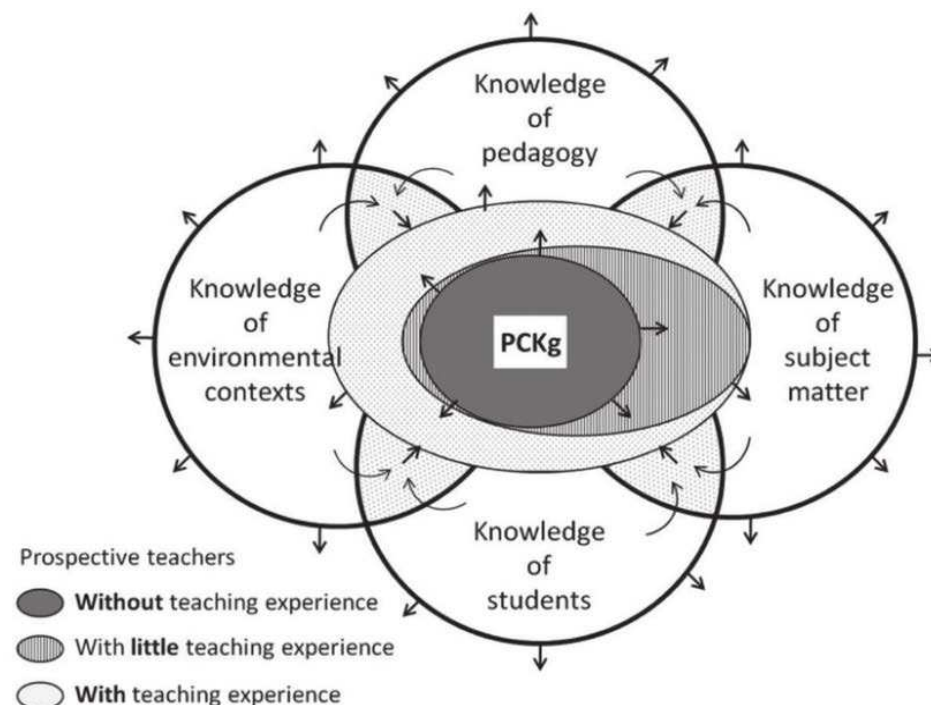 Knowledge
of
pedagogy
Knowledge
of
environmental
contexts
PCKg
Knowledge
of
subject
matter
Knowledge
of
students
Prospective teachers
Without teaching experience
With little teaching experience
With teaching experience